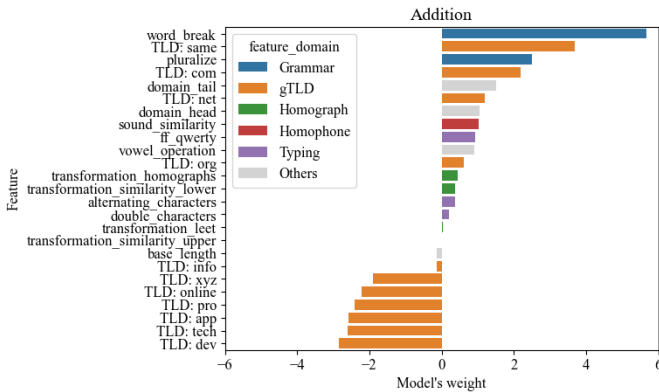 Addition
word_break
TLD: same
pluralize
TLD: com
domain_tail
TLD: net
domain_head
sound_similarity
ff_qwerty
vowel_operation
TLD: org
transformation_homographs
transformation_similarity_lower
alternating_characters
double_characters
transformation_leet
transformation_similarity_upper
base_length
TLD: info
TLD: xyz
TLD: online
TLD: pro
TLD: app
TLD: tech
TLD: dev
Feature
feature_domain
Grammar
gTLD
Homograph
Homophone
Typing
Others
−6 −4 −2 0 2 4 6
Model's weight